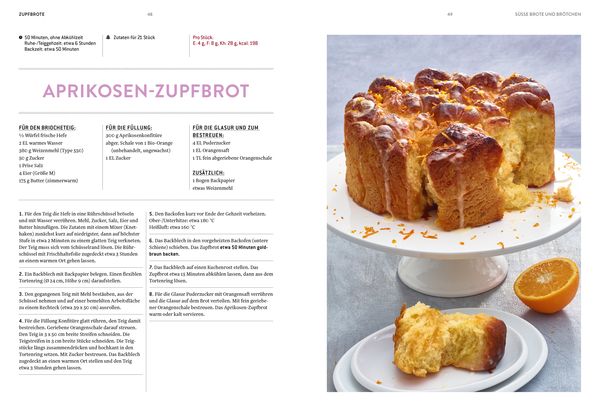 ZUPFBROTE
48
49
SÜSSE BROTE UND BRÖTCHEN
50 Minuten, ohne Abkühlzeit
Ruhe-/Teiggehzeit: etwa 6 Stunden
Backzeit: etwa 50 Minuten
Zutaten für 21 Stück
Pro Stück:
E: 4 g, F: 8 g, Kh: 28 g, kcal: 198
APRIKOSEN-ZUPFBROT
FÜR DEN BRIOCHETEIG:
½ Würfel frische Hefe
2 EL warmes Wasser
380 g Weizenmehl (Type 550)
30 g Zucker
1 Prise Salz
4 Eier (Größe M)
175 g Butter (zimmerwarm)
FÜR DIE FÜLLUNG:
300 g Aprikosenkonfitüre
abger. Schale von 1 Bio-Orange
(unbehandelt, ungewachst)
1 EL Zucker
FÜR DIE GLASUR UND ZUM
BESTREUEN:
4 EL Puderzucker
1 EL Orangensaft
1 TL fein abgeriebene Orangenschale
ZUSÄTZLICH:
1 Bogen Backpapier
etwas Weizenmehl
1. Für den Teig die Hefe in eine Rührschüssel bröseln
und mit Wasser verrühren. Mehl, Zucker, Salz, Eier und
Butter hinzufügen. Die Zutaten mit einem Mixer (Knet-
haken) zunächst kurz auf niedrigster, dann auf höchster
Stufe in etwa 2 Minuten zu einem glatten Teig verkneten.
Der Teig muss sich vom Schüsselrand lösen. Die Rühr-
schüssel mit Frischhaltefolie zugedeckt etwa 3 Stunden
an einem warmen Ort gehen lassen.
2. Ein Backblech mit Backpapier belegen. Einen flexiblen
Tortenring (Ø 24 cm, Höhe 9 cm) daraufstellen.
3. Den gegangenen Teig mit Mehl bestäuben, aus der
Schüssel nehmen und auf einer bemehlten Arbeitsfläche
zu einem Rechteck (etwa 39 x 50 cm) ausrollen.
4. Für die Füllung Konfitüre glatt rühren, den Teig damit
bestreichen. Geriebene Orangenschale darauf streuen.
Den Teig in 3 x 50 cm breite Streifen schneiden. Die
Teigstreifen in 3 cm breite Stücke schneiden. Die Teig-
stücke längs zusammendrücken und hochkant in den
Tortenring setzen. Mit Zucker bestreuen. Das Backblech
zugedeckt an einen warmen Ort stellen und den Teig
etwa 3 Stunden gehen lassen.
5. Den Backofen kurz vor Ende der Gehzeit vorheizen.
Ober-/Unterhitze: etwa 180 °C
Heißluft: etwa 160 °C
6. Das Backblech in den vorgeheizten Backofen (untere
Schiene) schieben. Das Zupfbrot etwa 50 Minuten gold-
braun backen.
7. Das Backblech auf einen Kuchenrost stellen. Das
Zupfbrot etwa 15 Minuten abkühlen lassen, dann aus dem
Tortenring lösen.
8. Für die Glasur Puderzucker mit Orangensaft verrühren
und die Glasur auf dem Brot verteilen. Mit fein geriebe-
ner Orangenschale bestreuen. Das Aprikosen-Zupfbrot
warm oder kalt servieren.